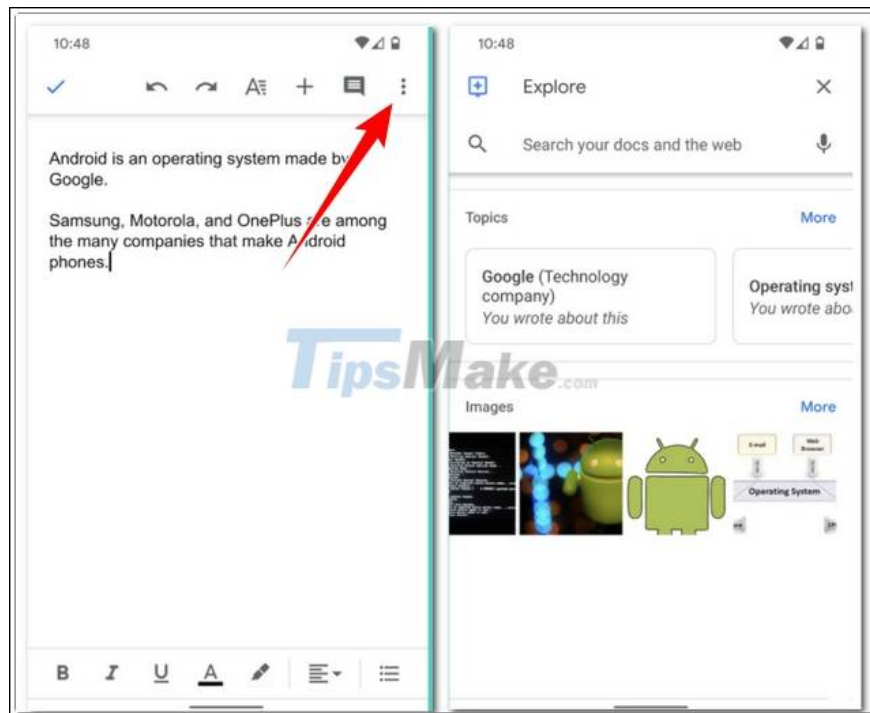 10:48
Android is an operating system made by
Google.
Samsung, Motorola, and OnePlus are among
the many companies that make Android
phones.
B I U A
10:48
Explore
Search your docs and the web
Topics
More
Google (Technology
company)
You wrote about this
Operating syst
You wrote abo
TipsMake.com
Images
More
E-mail
Web
Browser
Operating System